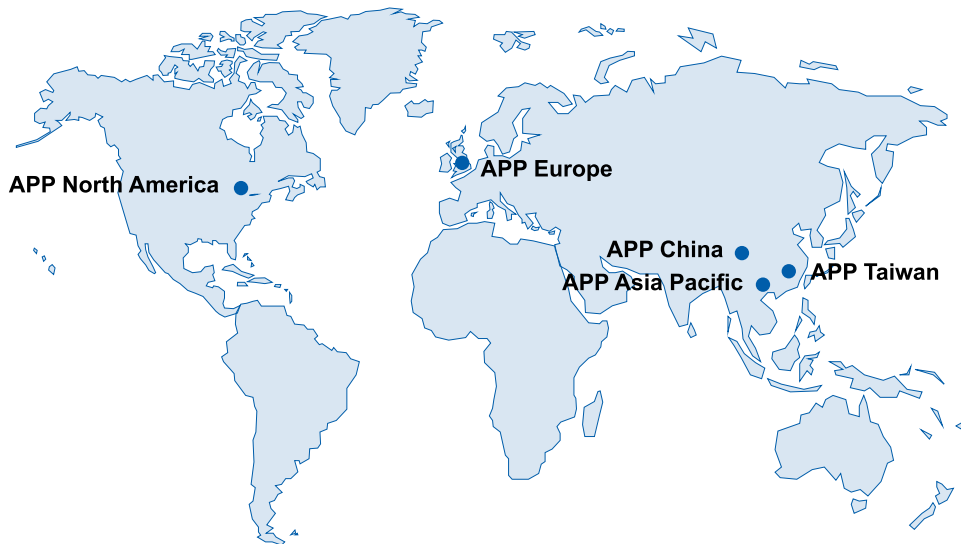 APP Europe
APP North America
APP China
APP Taiwan
APP Asia Pacific